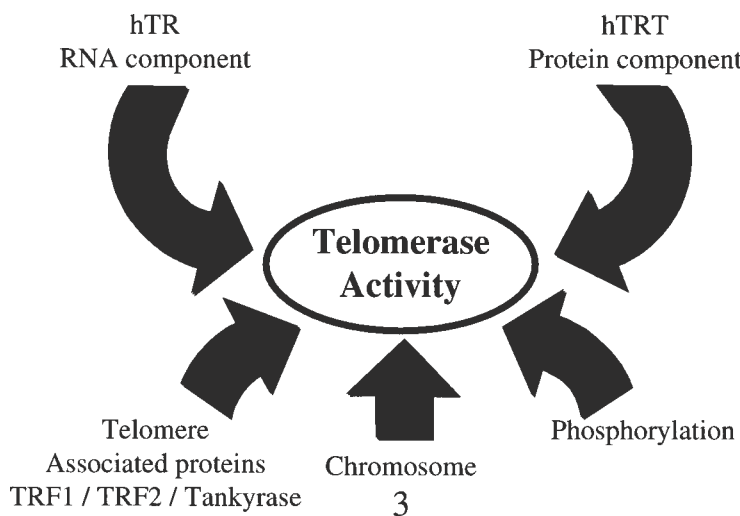 hTR
RNA component
hTRT
Protein component
Telomerase
Activity
Telomere
Associated proteins
TRF1 / TRF2 / Tankyrase
Chromosome
3
Phosphorylation